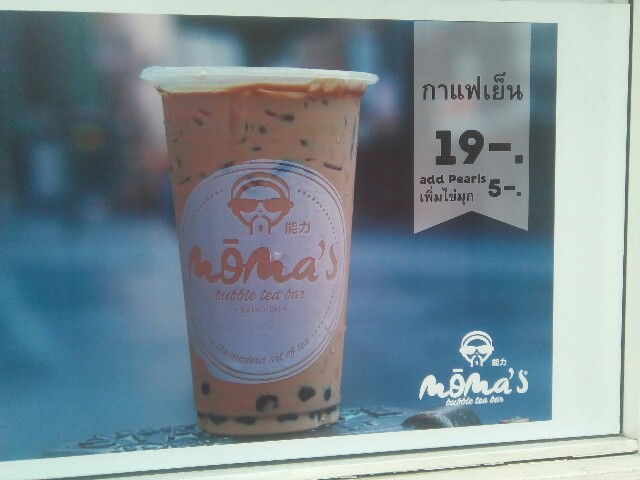 กาแฟเย็น
19-.
add Pearls 5-.
เพิ่มไข่มุก
能力
mōma's
bubble tea bar
• BANGKOK •
the modern art of tea
能力
mōma's
bubble tea bar